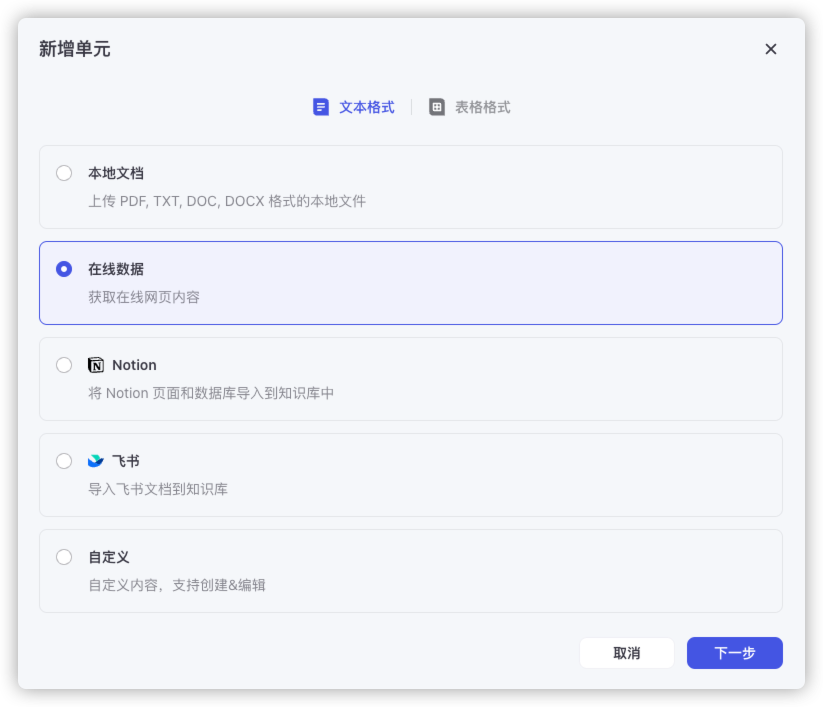 新增单元
文本格式
表格格式
本地文档
上传 PDF, TXT, DOC, DOCX 格式的本地文件
在线数据
获取在线网页内容
Notion
将 Notion 页面和数据库导入到知识库中
飞书
导入飞书文档到知识库
自定义
自定义内容，支持创建&编辑
取消
下一步